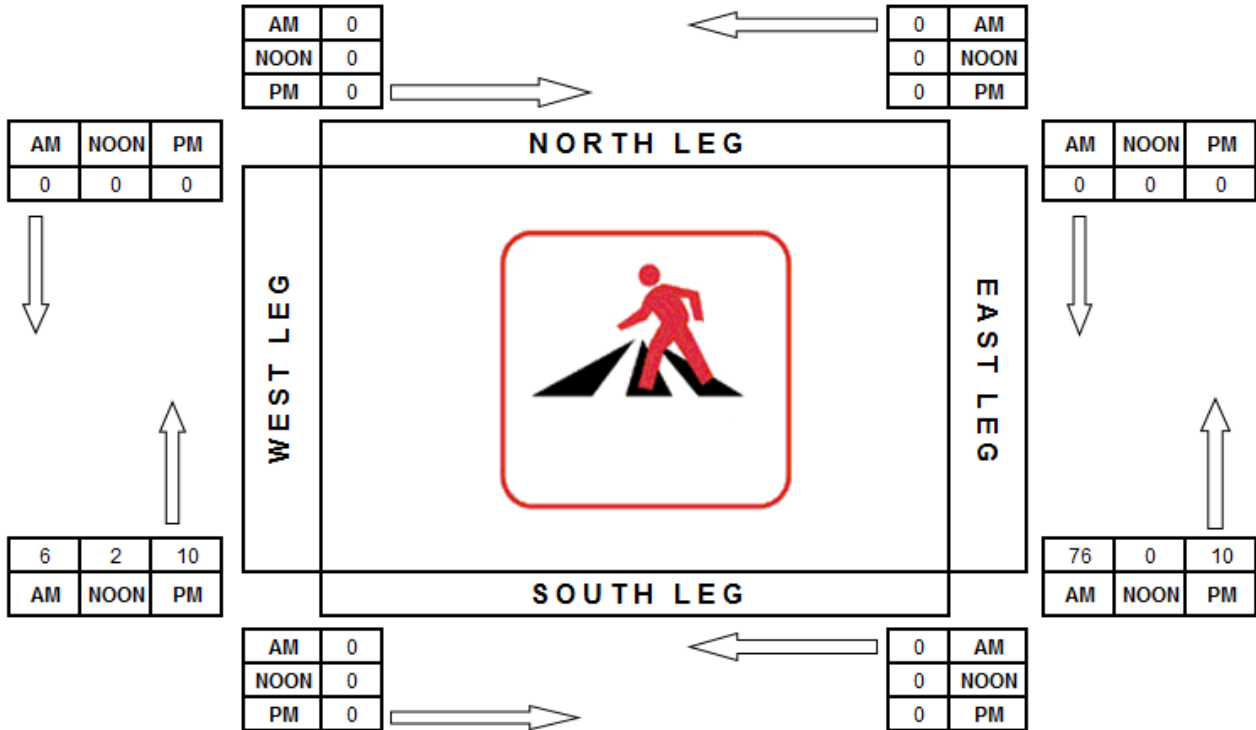 AM 0 0 AM
NOON 0 0 NOON
PM 0 0 PM
AM NOON PM NORTH LEG AM NOON PM
0 0 0 0 0 0
WEST LEG EAST LEG
6 2 10 76 0 10
AM NOON PM SOUTH LEG AM NOON PM
AM 0 0 AM
NOON 0 0 NOON
PM 0 0 PM